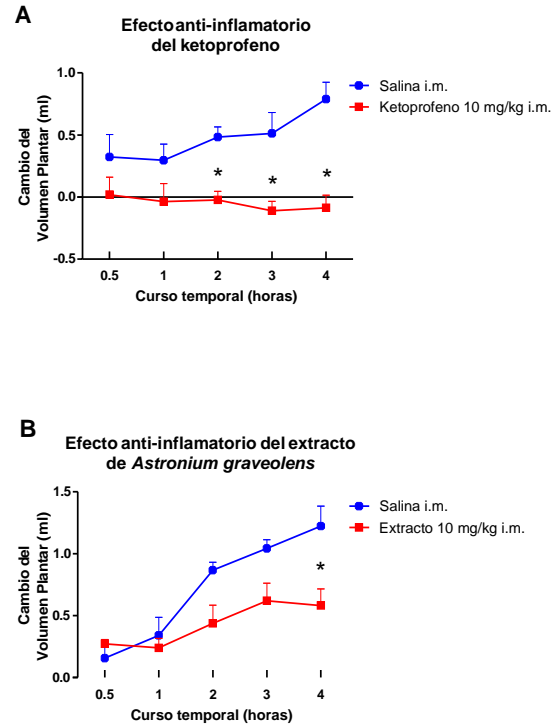 A
Efecto anti-inflamatorio
del ketoprofeno
Cambio del
Volumen Plantar (ml)
1.0
0.5
0.0
-0.5
Salina i.m.
Ketoprofeno 10 mg/kg i.m.
* * *
0.5 1 2 3 4
Curso temporal (horas)
B
Efecto anti-inflamatorio del extracto
de Astronium graveolens
Cambio del
Volumen Plantar (ml)
1.5
1.0
0.5
0.0
Salina i.m.
Extracto 10 mg/kg i.m.
*
0.5 1 2 3 4
Curso temporal (horas)